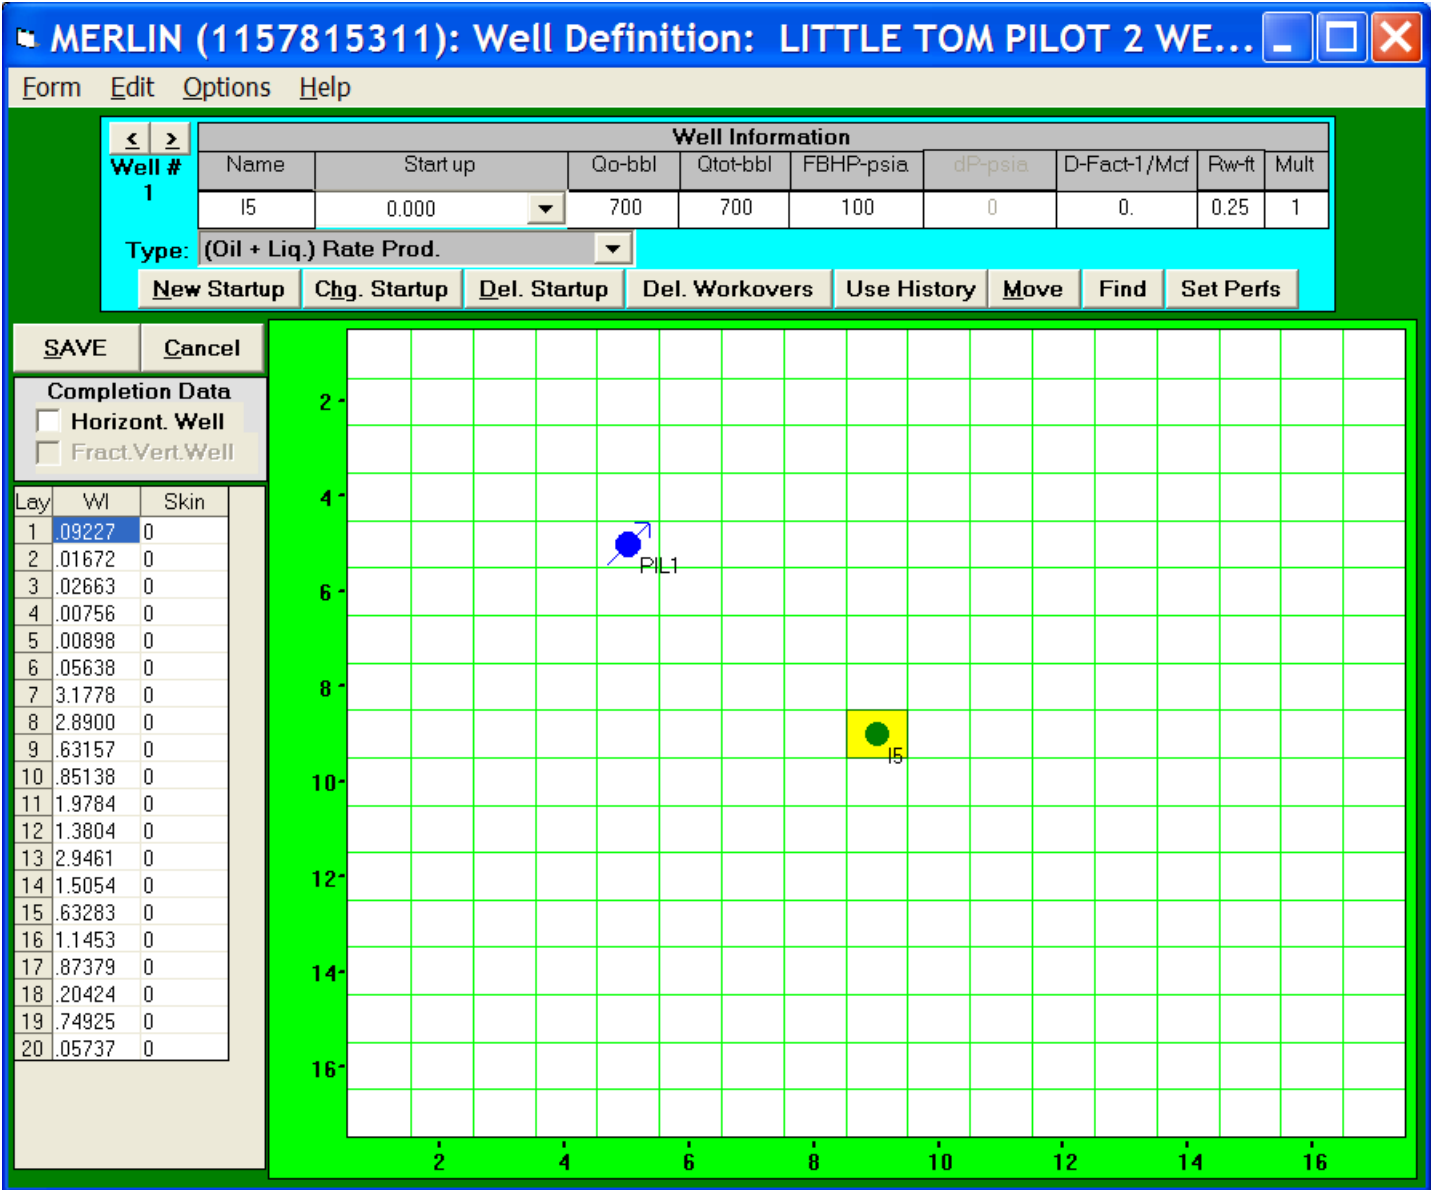 MERLIN (1157815311): Well Definition: LITTLE TOM PILOT 2 WE...
Form Edit Options Help
< > Well Information
Well # Name Start up Qo-bbl Qtot-bbl FBHP-psia dP-psia D-Fact-1/Mcf Rw-ft Mult
1 I5 0.000 700 700 100 0 0. 0.25 1
Type: (Oil + Liq.) Rate Prod.
New Startup Chg. Startup Del. Startup Del. Workovers Use History Move Find Set Perfs
SAVE Cancel
Completion Data
Horizont. Well
Fract.Vert.Well
Lay WI Skin
1 .09227 0
2 .01672 0
3 .02663 0
4 .00756 0
5 .00898 0
6 .05638 0
7 3.1778 0
8 2.8900 0
9 .63157 0
10 .85138 0
11 1.9784 0
12 1.3804 0
13 2.9461 0
14 1.5054 0
15 .63283 0
16 1.1453 0
17 .87379 0
18 .20424 0
19 .74925 0
20 .05737 0
2
4
PIL1
6
8
I5
10
12
14
16
2 4 6 8 10 12 14 16